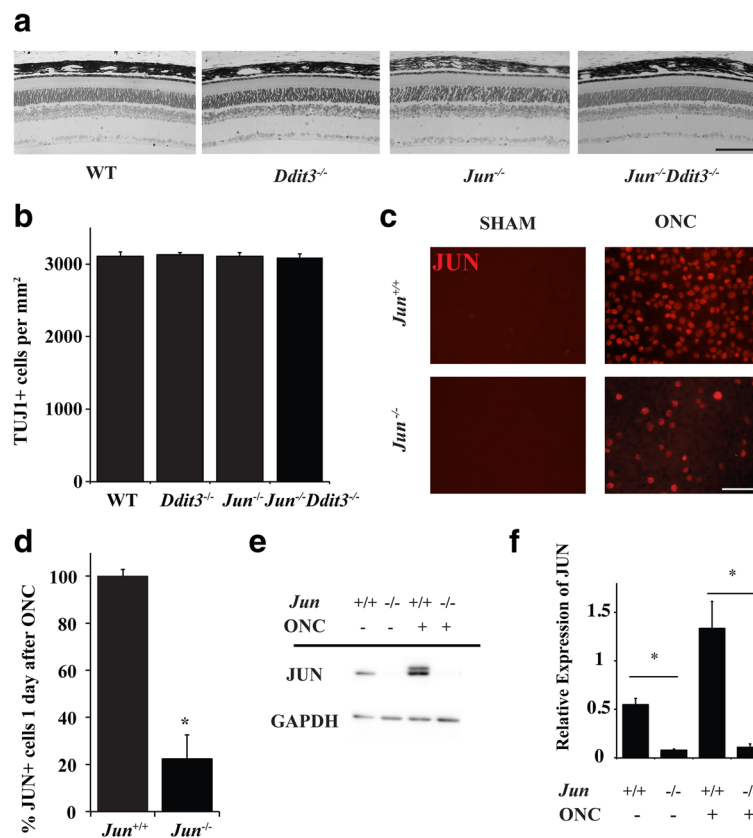 a
WT Ddit3-/- Jun-/- Jun-/-Ddit3-/-
b
TUJ1+ cells per mm²
3000
2000
1000
0
WT Ddit3-/- Jun-/- Jun-/-Ddit3-/-
c
SHAM ONC
JUN
Jun+/+
Jun-/-
d
% JUN+ cells 1 day after ONC
100
80
60
40
20
0
*
Jun+/+ Jun-/-
e
Jun +/+ -/- +/+ -/-
ONC - - + +
JUN
GAPDH
f
Relative Expression of JUN
1.5
1
0.5
0
*
*
Jun +/+ -/- +/+
ONC - - +